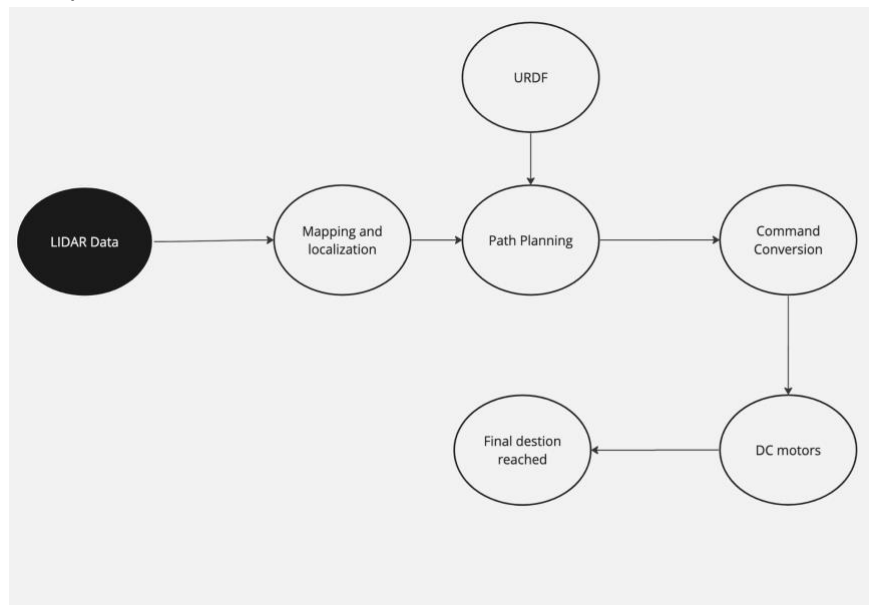 URDF
LIDAR Data
Mapping and
localization
Path Planning
Command
Conversion
Final destion
reached
DC motors